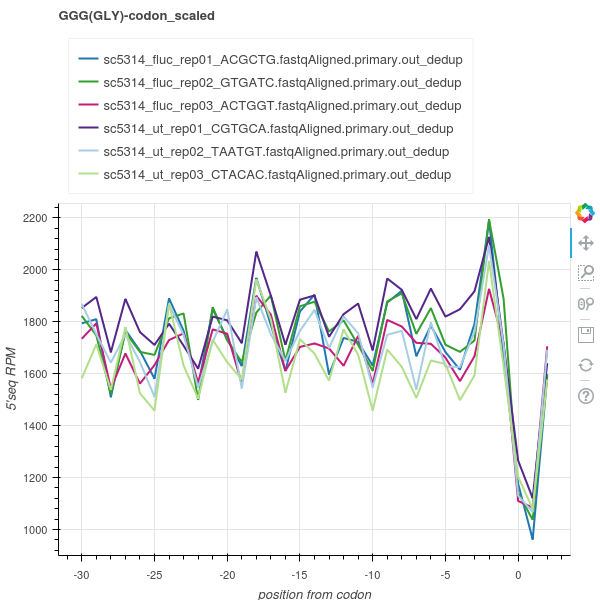 GGG(GLY)-codon_scaled
sc5314_fluc_rep01_ACGCTG.fastqAligned.primary.out_dedup
sc5314_fluc_rep02_GTGATC.fastqAligned.primary.out_dedup
sc5314_fluc_rep03_ACTGGT.fastqAligned.primary.out_dedup
sc5314_ut_rep01_CGTGCA.fastqAligned.primary.out_dedup
sc5314_ut_rep02_TAATGT.fastqAligned.primary.out_dedup
sc5314_ut_rep03_CTACAC.fastqAligned.primary.out_dedup
2200
2000
1800
1600
1400
1200
1000
5'seq RPM
-30 -25 -20 -15 -10 -5 0
position from codon